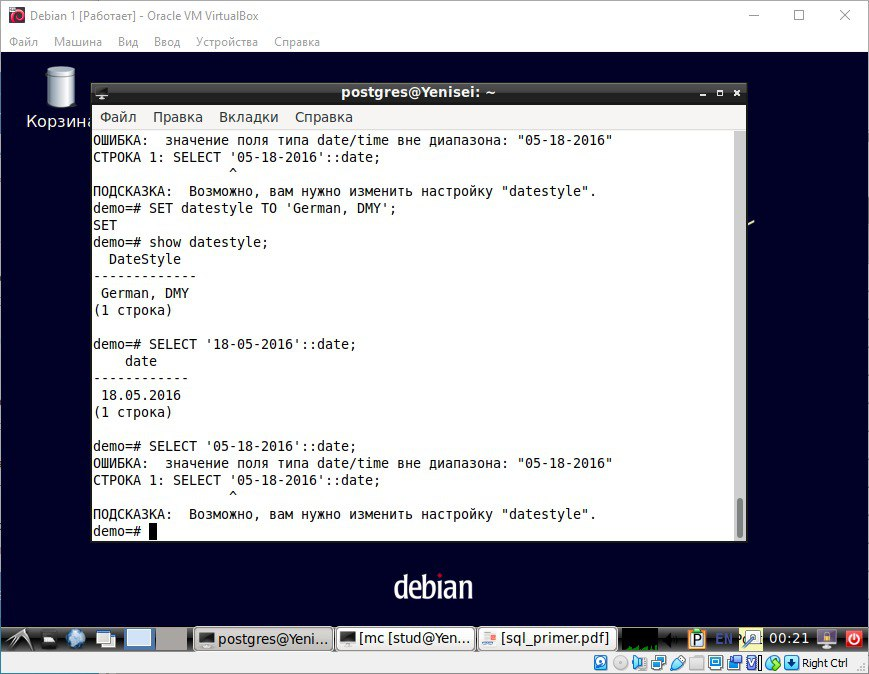 Debian 1 [Работает] - Oracle VM VirtualBox
Файл Машина Вид Ввод Устройства Справка
Корзина
postgres@Yenisei: ~
Файл Правка Вкладки Справка
ОШИБКА:  значение поля типа date/time вне диапазона: "05-18-2016"
СТРОКА 1: SELECT '05-18-2016'::date;
^
ПОДСКАЗКА:  Возможно, вам нужно изменить настройку "datestyle".
demo=# SET datestyle TO 'German, DMY';
SET
demo=# show datestyle;
DateStyle
-------------
German, DMY
(1 строка)
demo=# SELECT '18-05-2016'::date;
date
------------
18.05.2016
(1 строка)
demo=# SELECT '05-18-2016'::date;
ОШИБКА:  значение поля типа date/time вне диапазона: "05-18-2016"
СТРОКА 1: SELECT '05-18-2016'::date;
^
ПОДСКАЗКА:  Возможно, вам нужно изменить настройку "datestyle".
demo=#
debian
postgres@Yeni... [mc [stud@Yen... [sql_primer.pdf] P EN 00:21
Right Ctrl